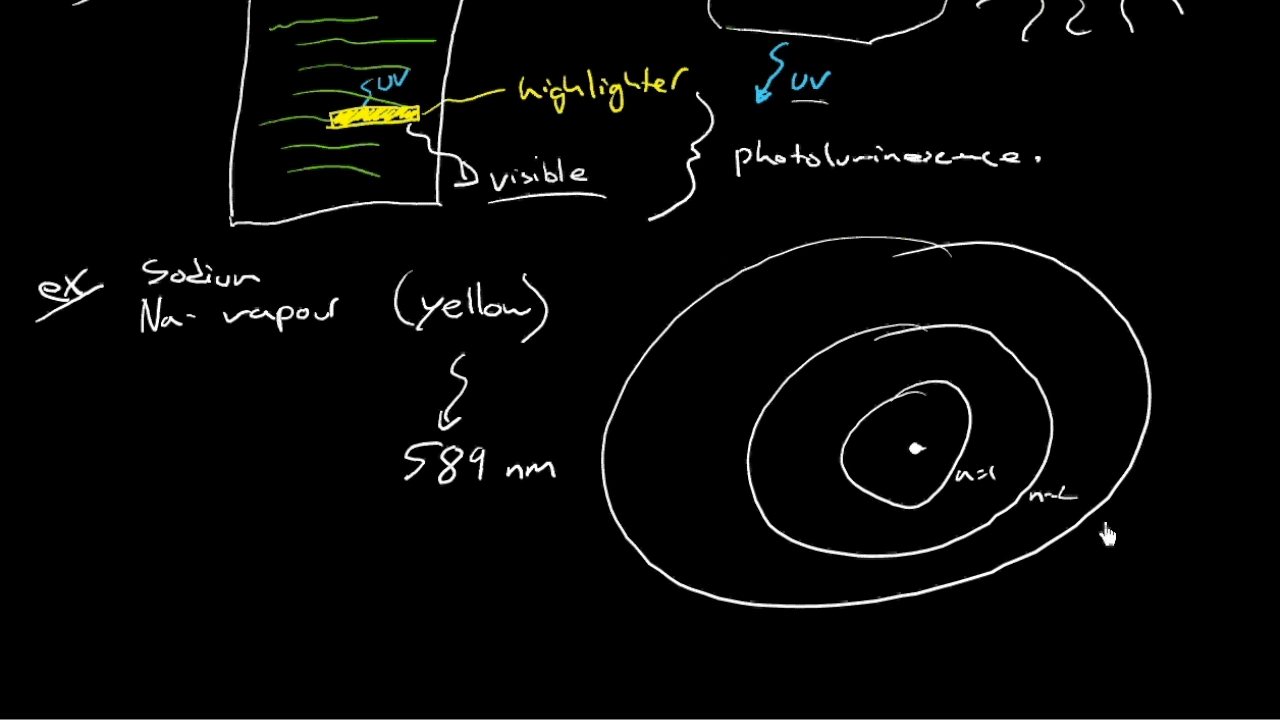 UV
highlighter
UV
visible
photoluminescence.
ex
Sodium
Na- vapour (yellow)
589 nm
n=1
n=2